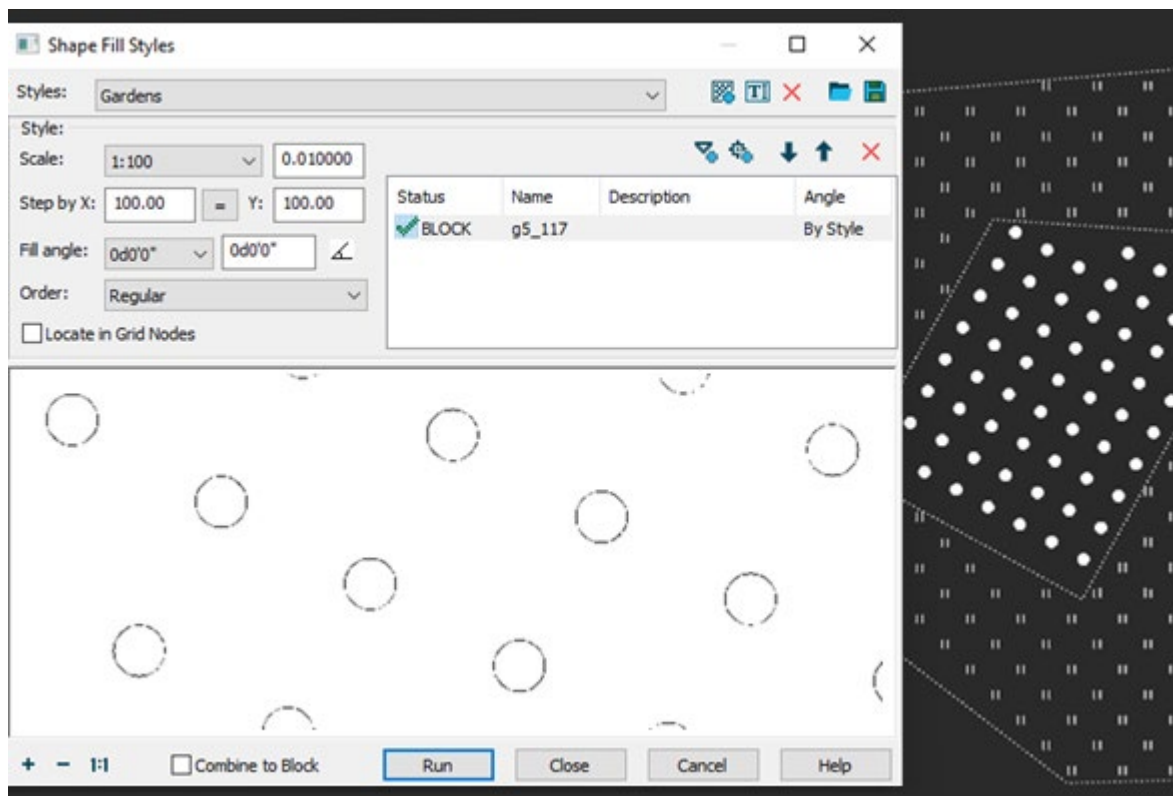 Shape Fill Styles
Styles: Gardens
Style:
Scale: 1:100 0.010000
Step by X: 100.00 = Y: 100.00
Fill angle: 0d0'0" 0d0'0"
Order: Regular
Locate in Grid Nodes
Status Name Description Angle
BLOCK g5_117 By Style
+ - 1:1 Combine to Block Run Close Cancel Help